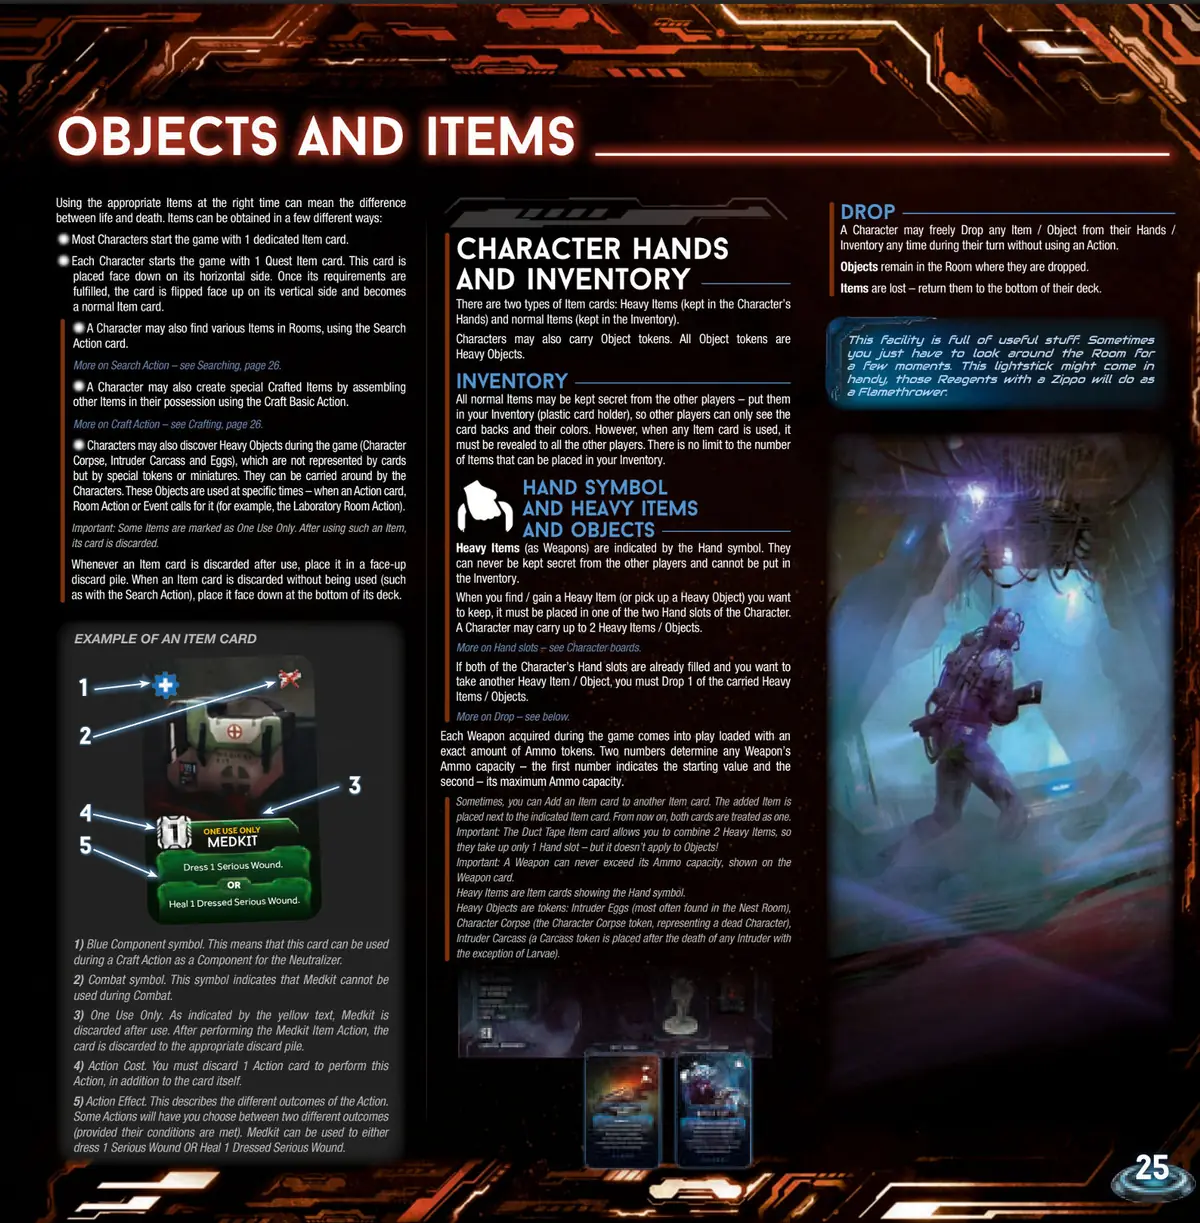 OBJECTS AND ITEMS
Using the appropriate Items at the right time can mean the difference
between life and death. Items can be obtained in a few different ways:
Most Characters start the game with 1 dedicated Item card.
Each Character starts the game with 1 Quest Item card. This card is
placed face down on its horizontal side. Once its requirements are
fulfilled, the card is flipped face up on its vertical side and becomes
a normal Item card.
A Character may also find various Items in Rooms, using the Search
Action card.
More on Search Action – see Searching, page 26.
A Character may also create special Crafted Items by assembling
other Items in their possession using the Craft Basic Action.
More on Craft Action – see Crafting, page 26.
Characters may also discover Heavy Objects during the game (Character
Corpse, Intruder Carcass and Eggs), which are not represented by cards
but by special tokens or miniatures. They can be carried around by the
Characters. These Objects are used at specific times – when an Action card,
Room Action or Event calls for it (for example, the Laboratory Room Action).
Important: Some Items are marked as One Use Only. After using such an Item,
its card is discarded.
Whenever an Item card is discarded after use, place it in a face-up
discard pile. When an Item card is discarded without being used (such
as with the Search Action), place it face down at the bottom of its deck.
EXAMPLE OF AN ITEM CARD
1
2
3
4
5
1
ONE USE ONLY
MEDKIT
Dress 1 Serious Wound.
OR
Heal 1 Dressed Serious Wound.
1) Blue Component symbol. This means that this card can be used
during a Craft Action as a Component for the Neutralizer.
2) Combat symbol. This symbol indicates that Medkit cannot be
used during Combat.
3) One Use Only. As indicated by the yellow text, Medkit is
discarded after use. After performing the Medkit Item Action, the
card is discarded to the appropriate discard pile.
4) Action Cost. You must discard 1 Action card to perform this
Action, in addition to the card itself.
5) Action Effect. This describes the different outcomes of the Action.
Some Actions will have you choose between two different outcomes
(provided their conditions are met). Medkit can be used to either
dress 1 Serious Wound OR Heal 1 Dressed Serious Wound.
CHARACTER HANDS
AND INVENTORY
There are two types of Item cards: Heavy Items (kept in the Character's
Hands) and normal Items (kept in the Inventory).
Characters may also carry Object tokens. All Object tokens are
Heavy Objects.
INVENTORY
All normal Items may be kept secret from the other players – put them
in your Inventory (plastic card holder), so other players can only see the
card backs and their colors. However, when any Item card is used, it
must be revealed to all the other players. There is no limit to the number
of Items that can be placed in your Inventory.
HAND SYMBOL
AND HEAVY ITEMS
AND OBJECTS
Heavy Items (as Weapons) are indicated by the Hand symbol. They
can never be kept secret from the other players and cannot be put in
the Inventory.
When you find / gain a Heavy Item (or pick up a Heavy Object) you want
to keep, it must be placed in one of the two Hand slots of the Character.
A Character may carry up to 2 Heavy Items / Objects.
More on Hand slots – see Character boards.
If both of the Character's Hand slots are already filled and you want to
take another Heavy Item / Object, you must Drop 1 of the carried Heavy
Items / Objects.
More on Drop – see below.
Each Weapon acquired during the game comes into play loaded with an
exact amount of Ammo tokens. Two numbers determine any Weapon's
Ammo capacity – the first number indicates the starting value and the
second – its maximum Ammo capacity.
Sometimes, you can Add an Item card to another Item card. The added Item is
placed next to the indicated Item card. From now on, both cards are treated as one.
Important: The Duct Tape Item card allows you to combine 2 Heavy Items, so
they take up only 1 Hand slot – but it doesn't apply to Objects!
Important: A Weapon can never exceed its Ammo capacity, shown on the
Weapon card.
Heavy Items are Item cards showing the Hand symbol.
Heavy Objects are tokens: Intruder Eggs (most often found in the Nest Room),
Character Corpse (the Character Corpse token, representing a dead Character),
Intruder Carcass (a Carcass token is placed after the death of any Intruder with
the exception of Larvae).
DROP
A Character may freely Drop any Item / Object from their Hands /
Inventory any time during their turn without using an Action.
Objects remain in the Room where they are dropped.
Items are lost – return them to the bottom of their deck.
This facility is full of useful stuff. Sometimes
you just have to look around the Room for
a few moments. This lightstick might come in
handy, those Reagents with a Zippo will do as
a Flamethrower.
25